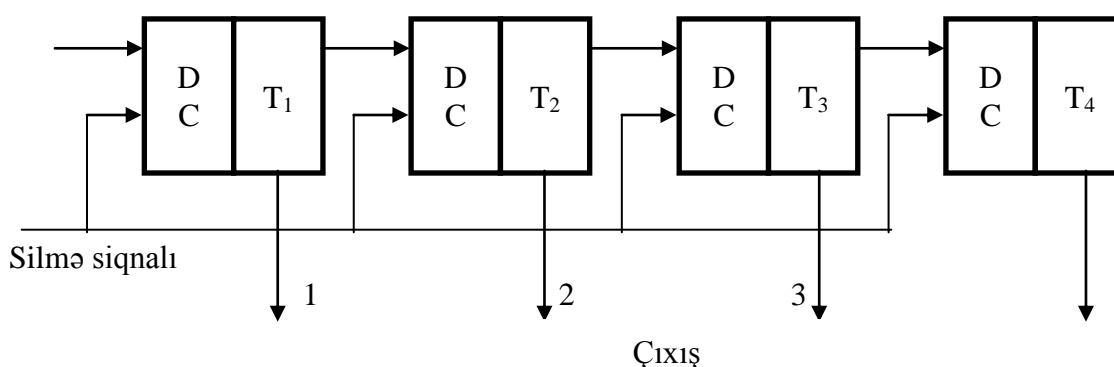 D T₁ D T₂ D T₃ D T₄
C C C C
Silmə siqnalı
1 2 3
Çıxış